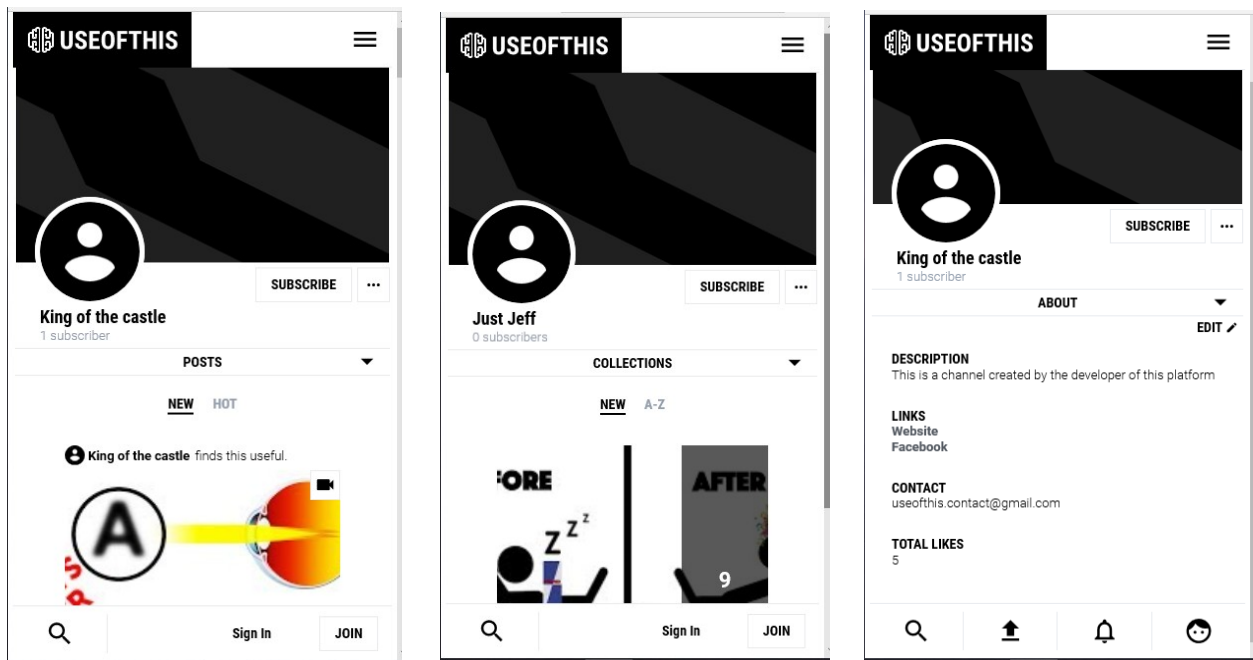 USEOFTHIS
SUBSCRIBE
King of the castle
1 subscriber
POSTS
NEW HOT
King of the castle finds this useful.
A
Sign In JOIN
USEOFTHIS
SUBSCRIBE
Just Jeff
0 subscribers
COLLECTIONS
NEW A-Z
FORE AFTER
Z z z
9
Sign In JOIN
USEOFTHIS
SUBSCRIBE
King of the castle
1 subscriber
ABOUT
EDIT
DESCRIPTION
This is a channel created by the developer of this platform
LINKS
Website
Facebook
CONTACT
useofthis.contact@gmail.com
TOTAL LIKES
5